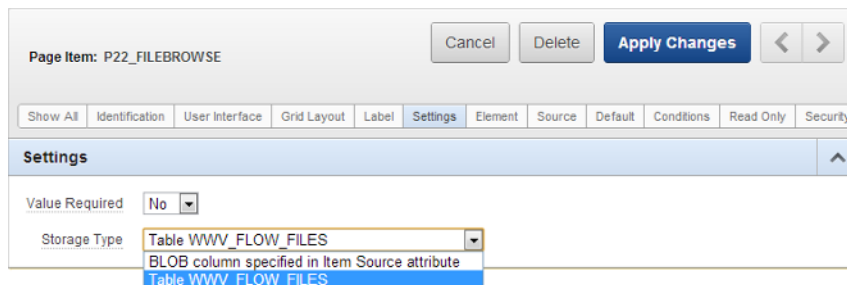 Page Item: P22_FILEBROWSE Cancel Delete Apply Changes
Show All Identification User Interface Grid Layout Label Settings Element Source Default Conditions Read Only Security
Settings
Value Required No
Storage Type Table WWV_FLOW_FILES
BLOB column specified in Item Source attribute
Table WWV_FLOW_FILES